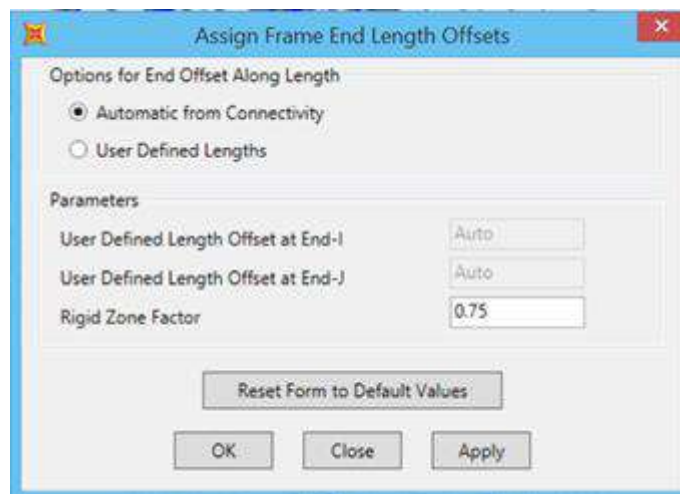 Assign Frame End Length Offsets
Options for End Offset Along Length
Automatic from Connectivity
User Defined Lengths
Parameters
User Defined Length Offset at End-I Auto
User Defined Length Offset at End-J Auto
Rigid Zone Factor 0.75
Reset Form to Default Values
OK Close Apply